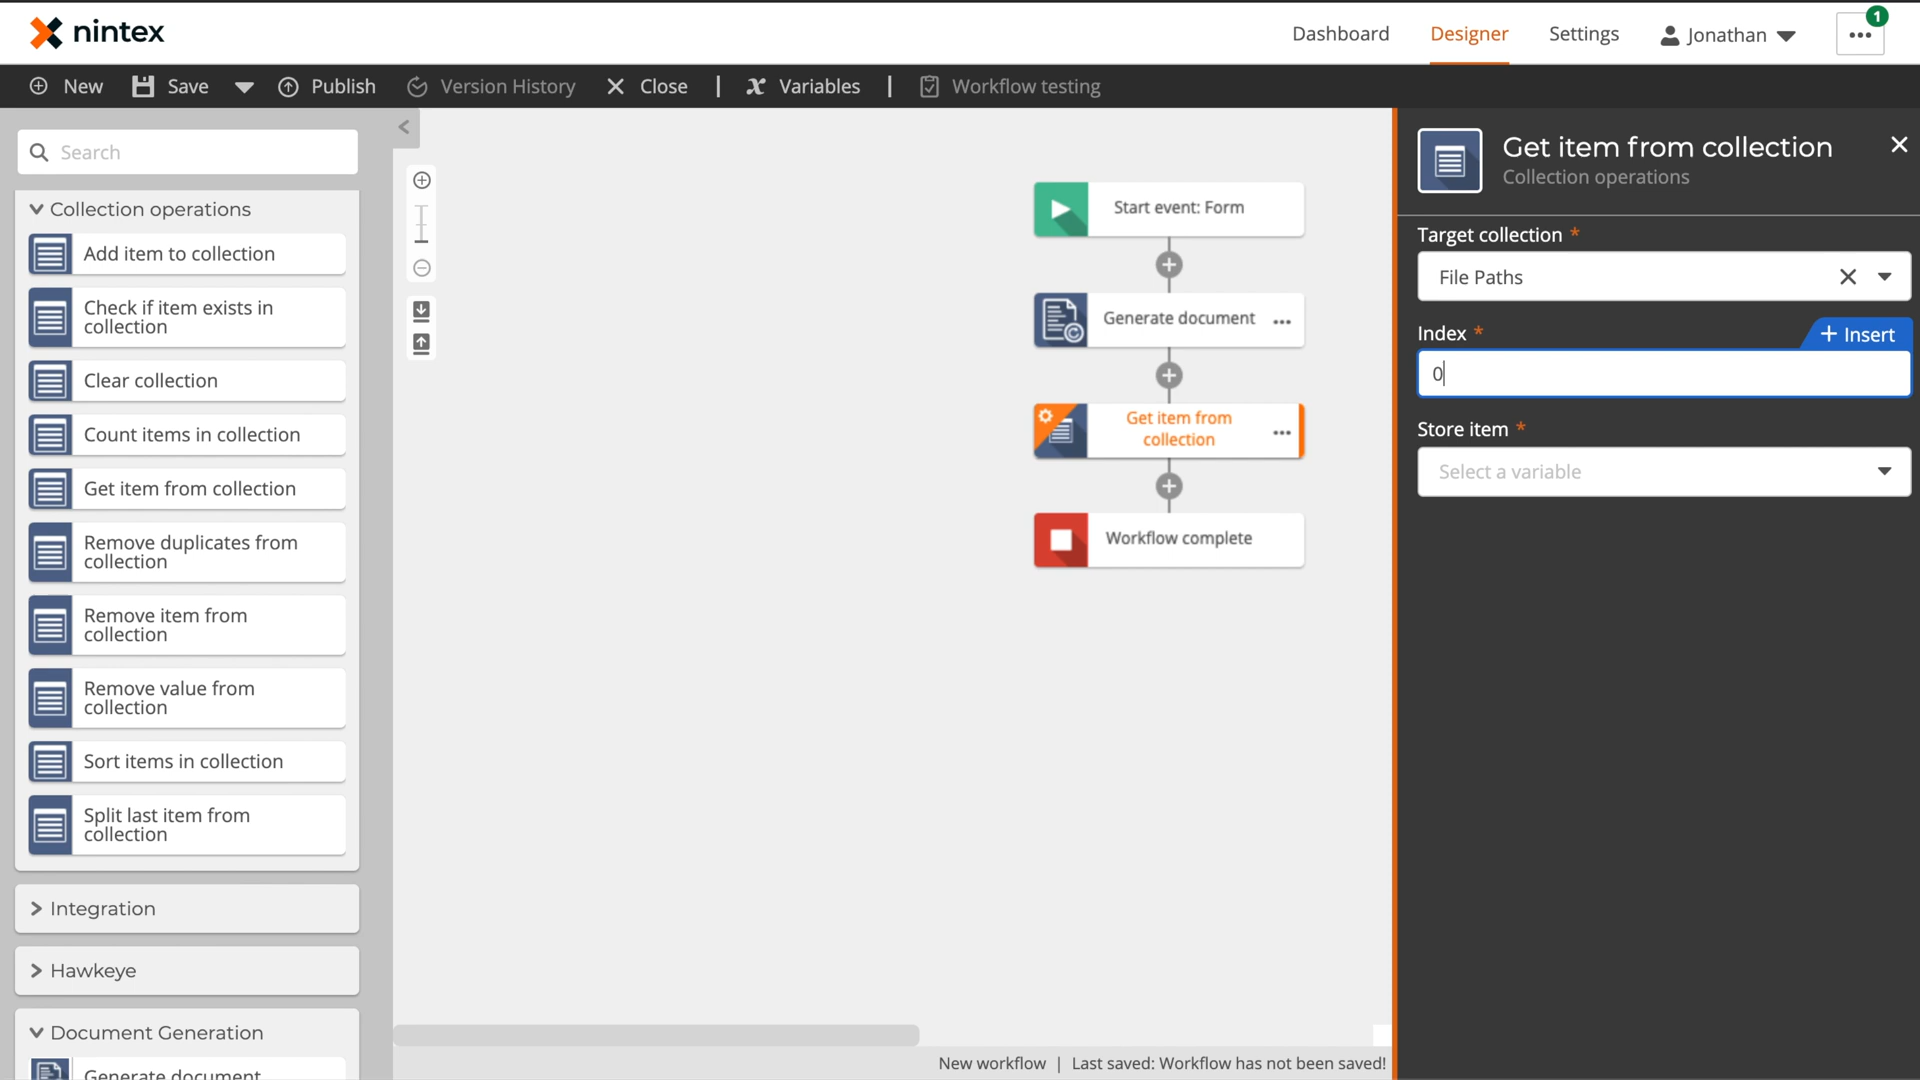 nintex
Dashboard
Designer
Settings
Jonathan
1
New
Save
Publish
Version History
Close
Variables
Workflow testing
Search
Collection operations
Add item to collection
Check if item exists in
collection
Clear collection
Count items in collection
Get item from collection
Remove duplicates from
collection
Remove item from
collection
Remove value from
collection
Sort items in collection
Split last item from
collection
Integration
Hawkeye
Document Generation
Generate document
Start event: Form
Generate document
Get item from
collection
Workflow complete
New workflow | Last saved: Workflow has not been saved!
Get item from collection
Collection operations
Target collection *
File Paths
Index *
+ Insert
0
Store item *
Select a variable